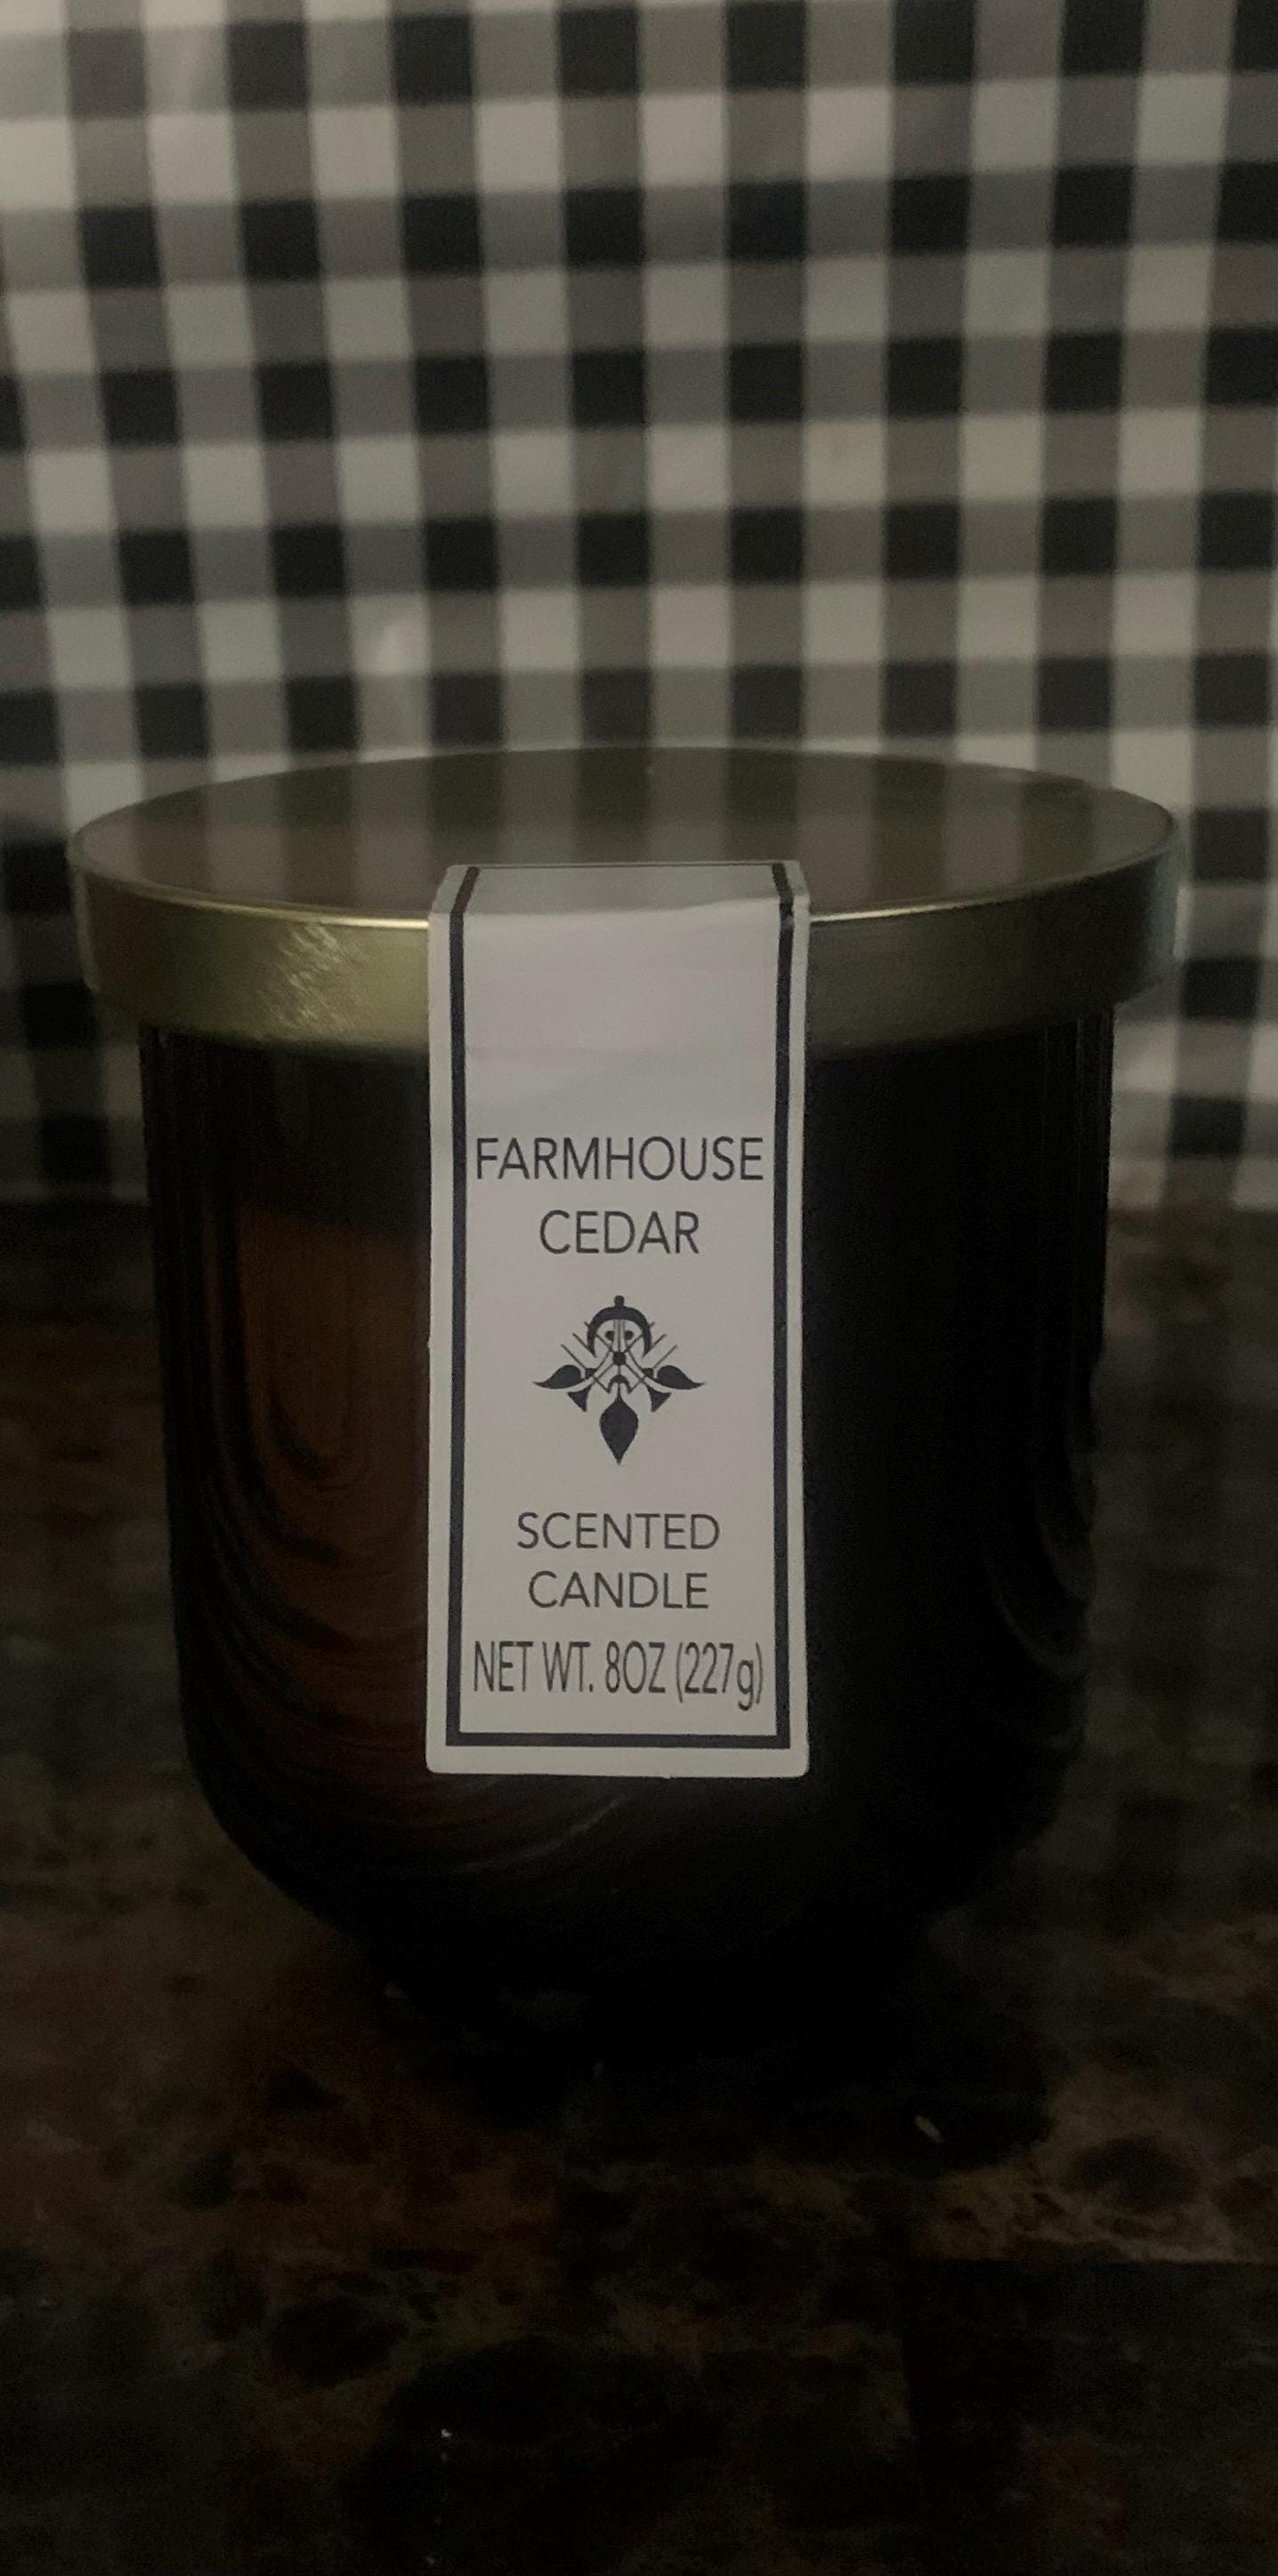 FARMHOUSE
CEDAR
SCENTED
CANDLE
NET WT. 8OZ (227g)